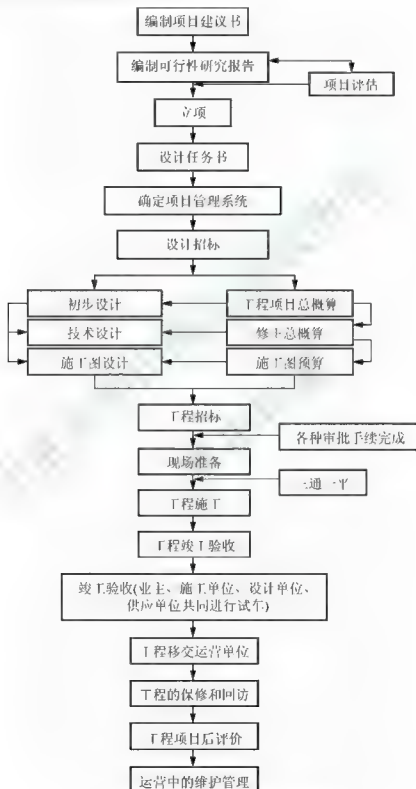 编制项目建议书
编制可行性研究报告
项目评估
立项
设计任务书
确定项目管理系统
设计招标
初步设计
工程项目总概算
技术设计
修正总概算
施工图设计
施工图预算
工程招标
各种审批手续完成
现场准备
三通一平
工程施工
工程竣工验收
竣工验收(业主、施工单位、设计单位、
供应单位共同进行试车)
工程移交运营单位
工程的保修和回访
工程项目后评价
运营中的维护管理